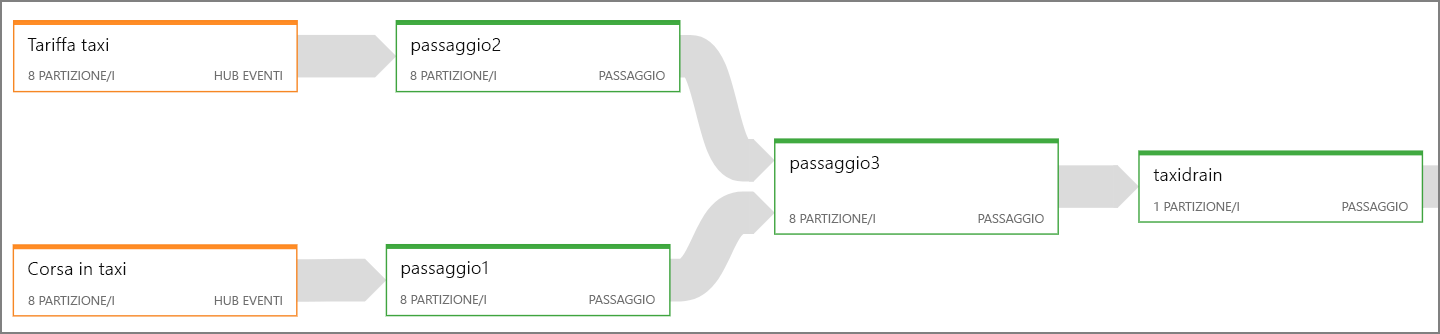 Tariffa taxi
8 PARTIZIONE/I HUB EVENTI
passaggio2
8 PARTIZIONE/I PASSAGGIO
passaggio3
8 PARTIZIONE/I PASSAGGIO
taxidrain
1 PARTIZIONE/I PASSAGGIO
Corsa in taxi
8 PARTIZIONE/I HUB EVENTI
passaggio1
8 PARTIZIONE/I PASSAGGIO